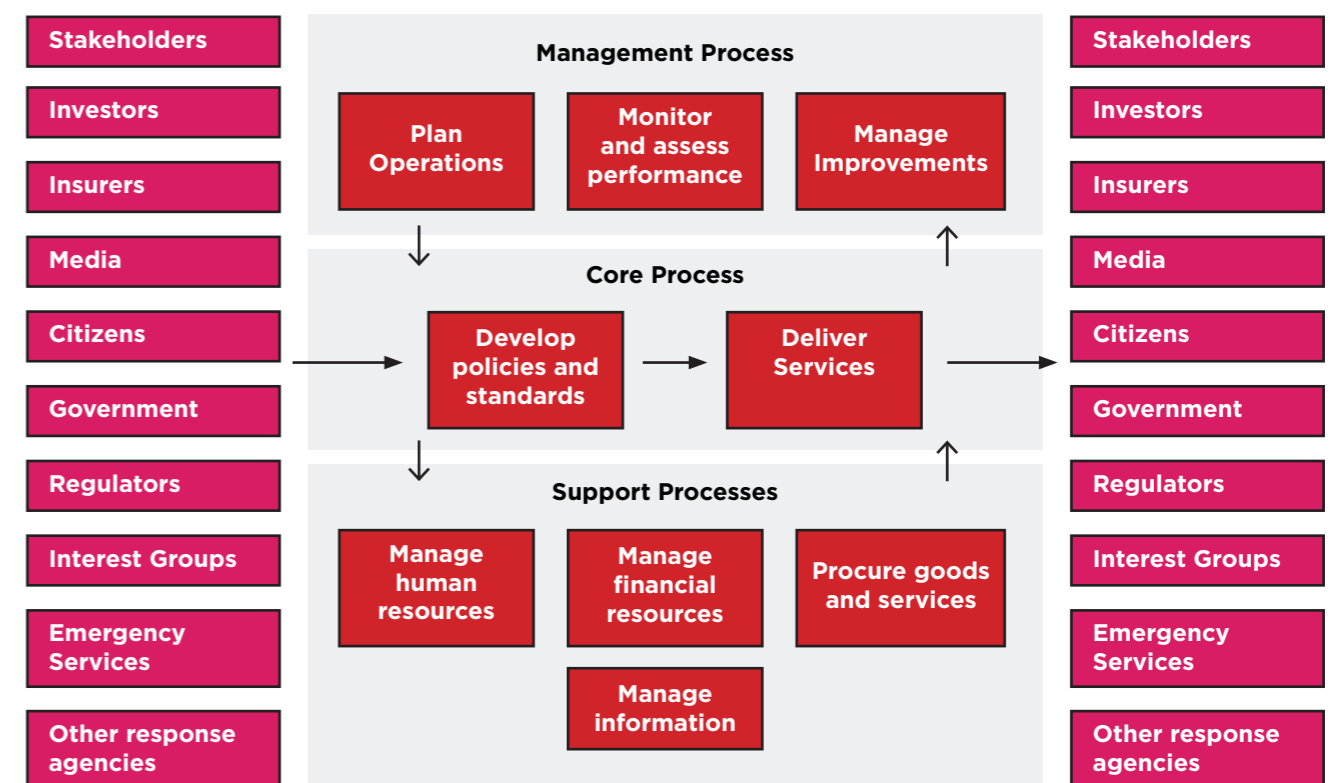 Stakeholders
Investors
Insurers
Media
Citizens
Government
Regulators
Interest Groups
Emergency
Services
Other response
agencies
Management Process
Plan
Operations
Monitor
and assess
performance
Manage
Improvements
Core Process
Develop
policies and
standards
Deliver
Services
Support Processes
Manage
human
resources
Manage
financial
resources
Procure goods
and services
Manage
information
Stakeholders
Investors
Insurers
Media
Citizens
Government
Regulators
Interest Groups
Emergency
Services
Other response
agencies